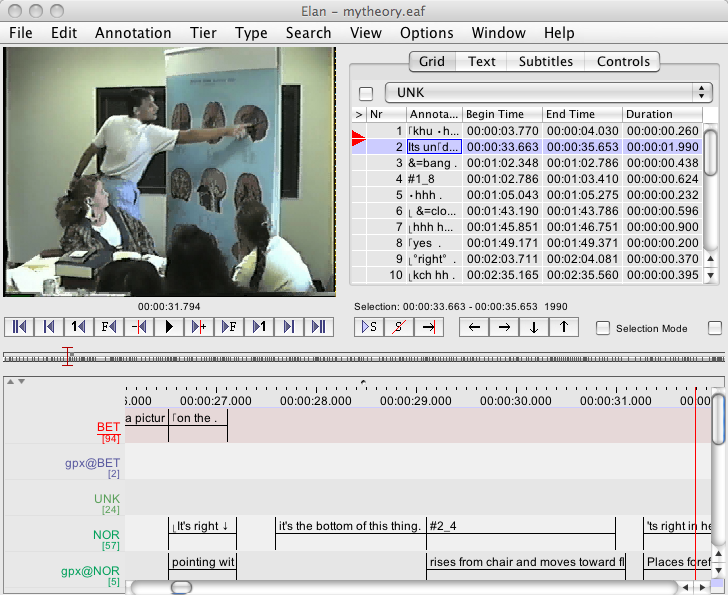 Elan - mytheory.eaf
File Edit Annotation Tier Type Search View Options Window Help
Grid Text Subtitles Controls
UNK
> Nr Annota... Begin Time End Time Duration
1 ⌈khu ·h... 00:00:03.770 00:00:04.030 00:00:00.260
2 Its un⌈d... 00:00:33.663 00:00:35.653 00:00:01.990
3 &=bang . 00:01:02.348 00:01:02.786 00:00:00.438
4 #1_8 00:01:02.786 00:01:03.410 00:00:00.624
5 ·hhh . 00:01:05.043 00:01:05.275 00:00:00.232
6 ⌊ &=clo... 00:01:43.190 00:01:43.786 00:00:00.596
7 ⌊hhh h... 00:01:45.851 00:01:46.751 00:00:00.900
8 ⌈yes . 00:01:49.171 00:01:49.371 00:00:00.200
9 ⌊°right° . 00:02:03.711 00:02:04.081 00:00:00.370
10 ⌊kch hh . 00:02:35.165 00:02:35.560 00:00:00.395
00:00:31.794
Selection: 00:00:33.663 - 00:00:35.653 1990
1 F + F 1 S S Selection Mode
6.000 00:00:27.000 00:00:28.000 00:00:29.000 00:00:30.000 00:00:31.000 00:00
a pictur ⌈on the .
BET
[94]
gpx@BET
[2]
UNK
[24]
⌊It's right ↓ it's the bottom of this thing. #2_4 'ts right in he
NOR
[57]
pointing wit rises from chair and moves toward fl Places foref
gpx@NOR
[5]